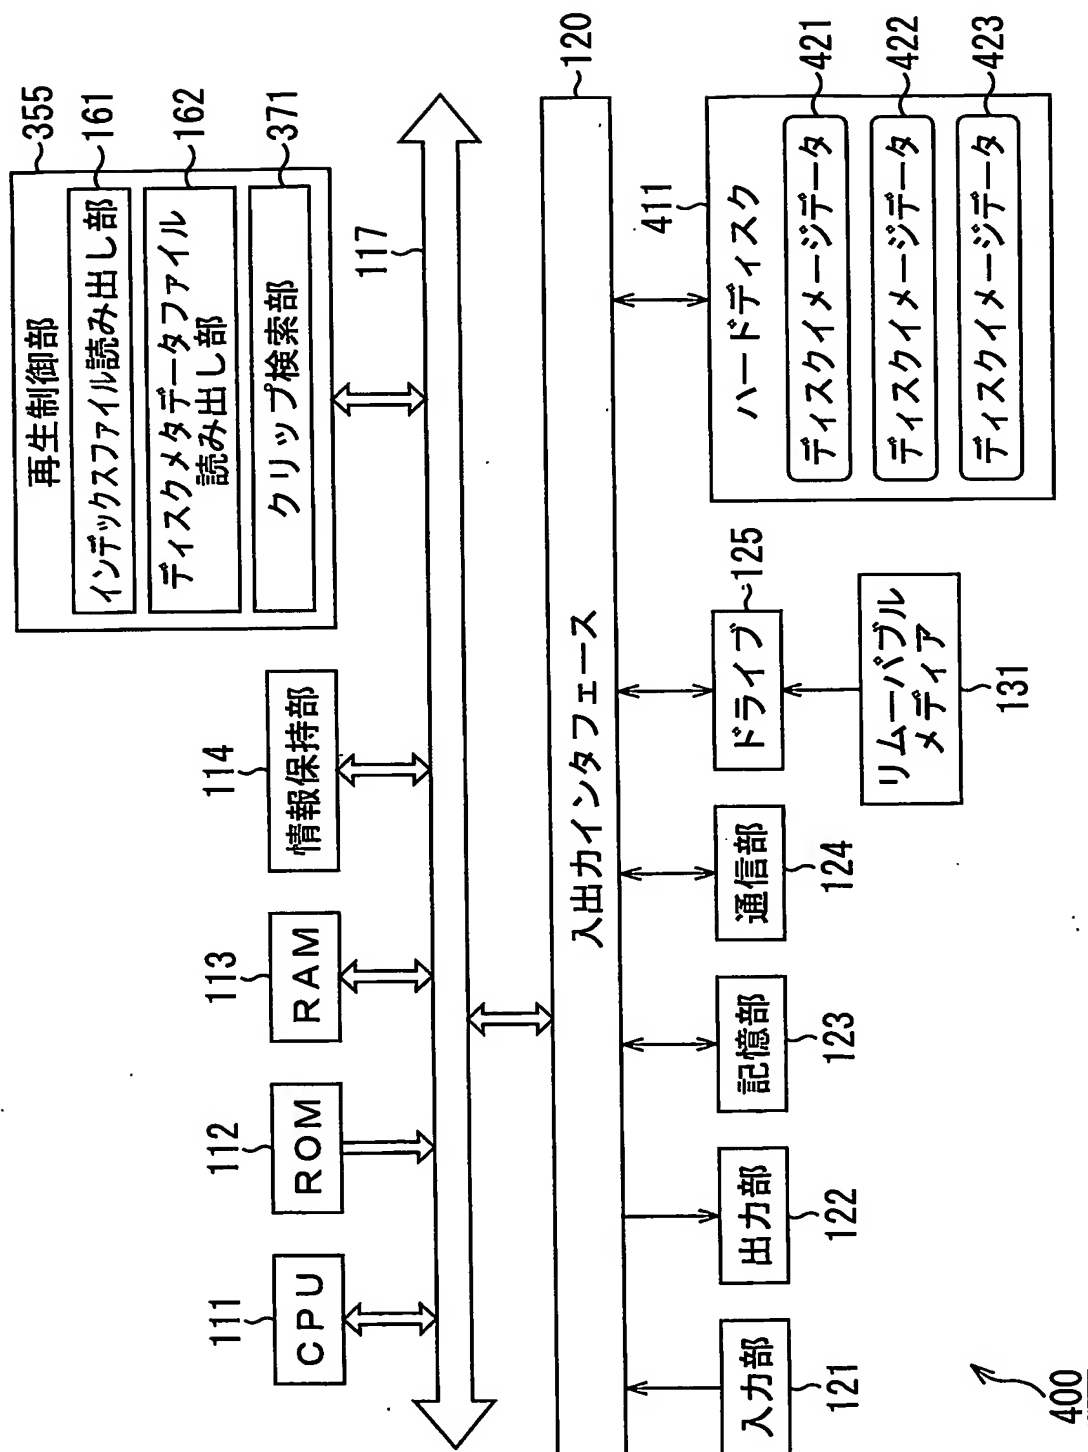 111
CPU
112
ROM
113
RAM
114
情報保持部
355
再生制御部
161
インデックスファイル読み出し部
162
ディスクメタデータファイル
読み出し部
371
クリップ検索部
117
120
入出力インタフェース
入力部
121
出力部
122
記憶部
123
通信部
124
ドライブ
125
リムーバブル
メディア
131
411
ハードディスク
ディスクイメージデータ
421
ディスクイメージデータ
422
ディスクイメージデータ
423
400